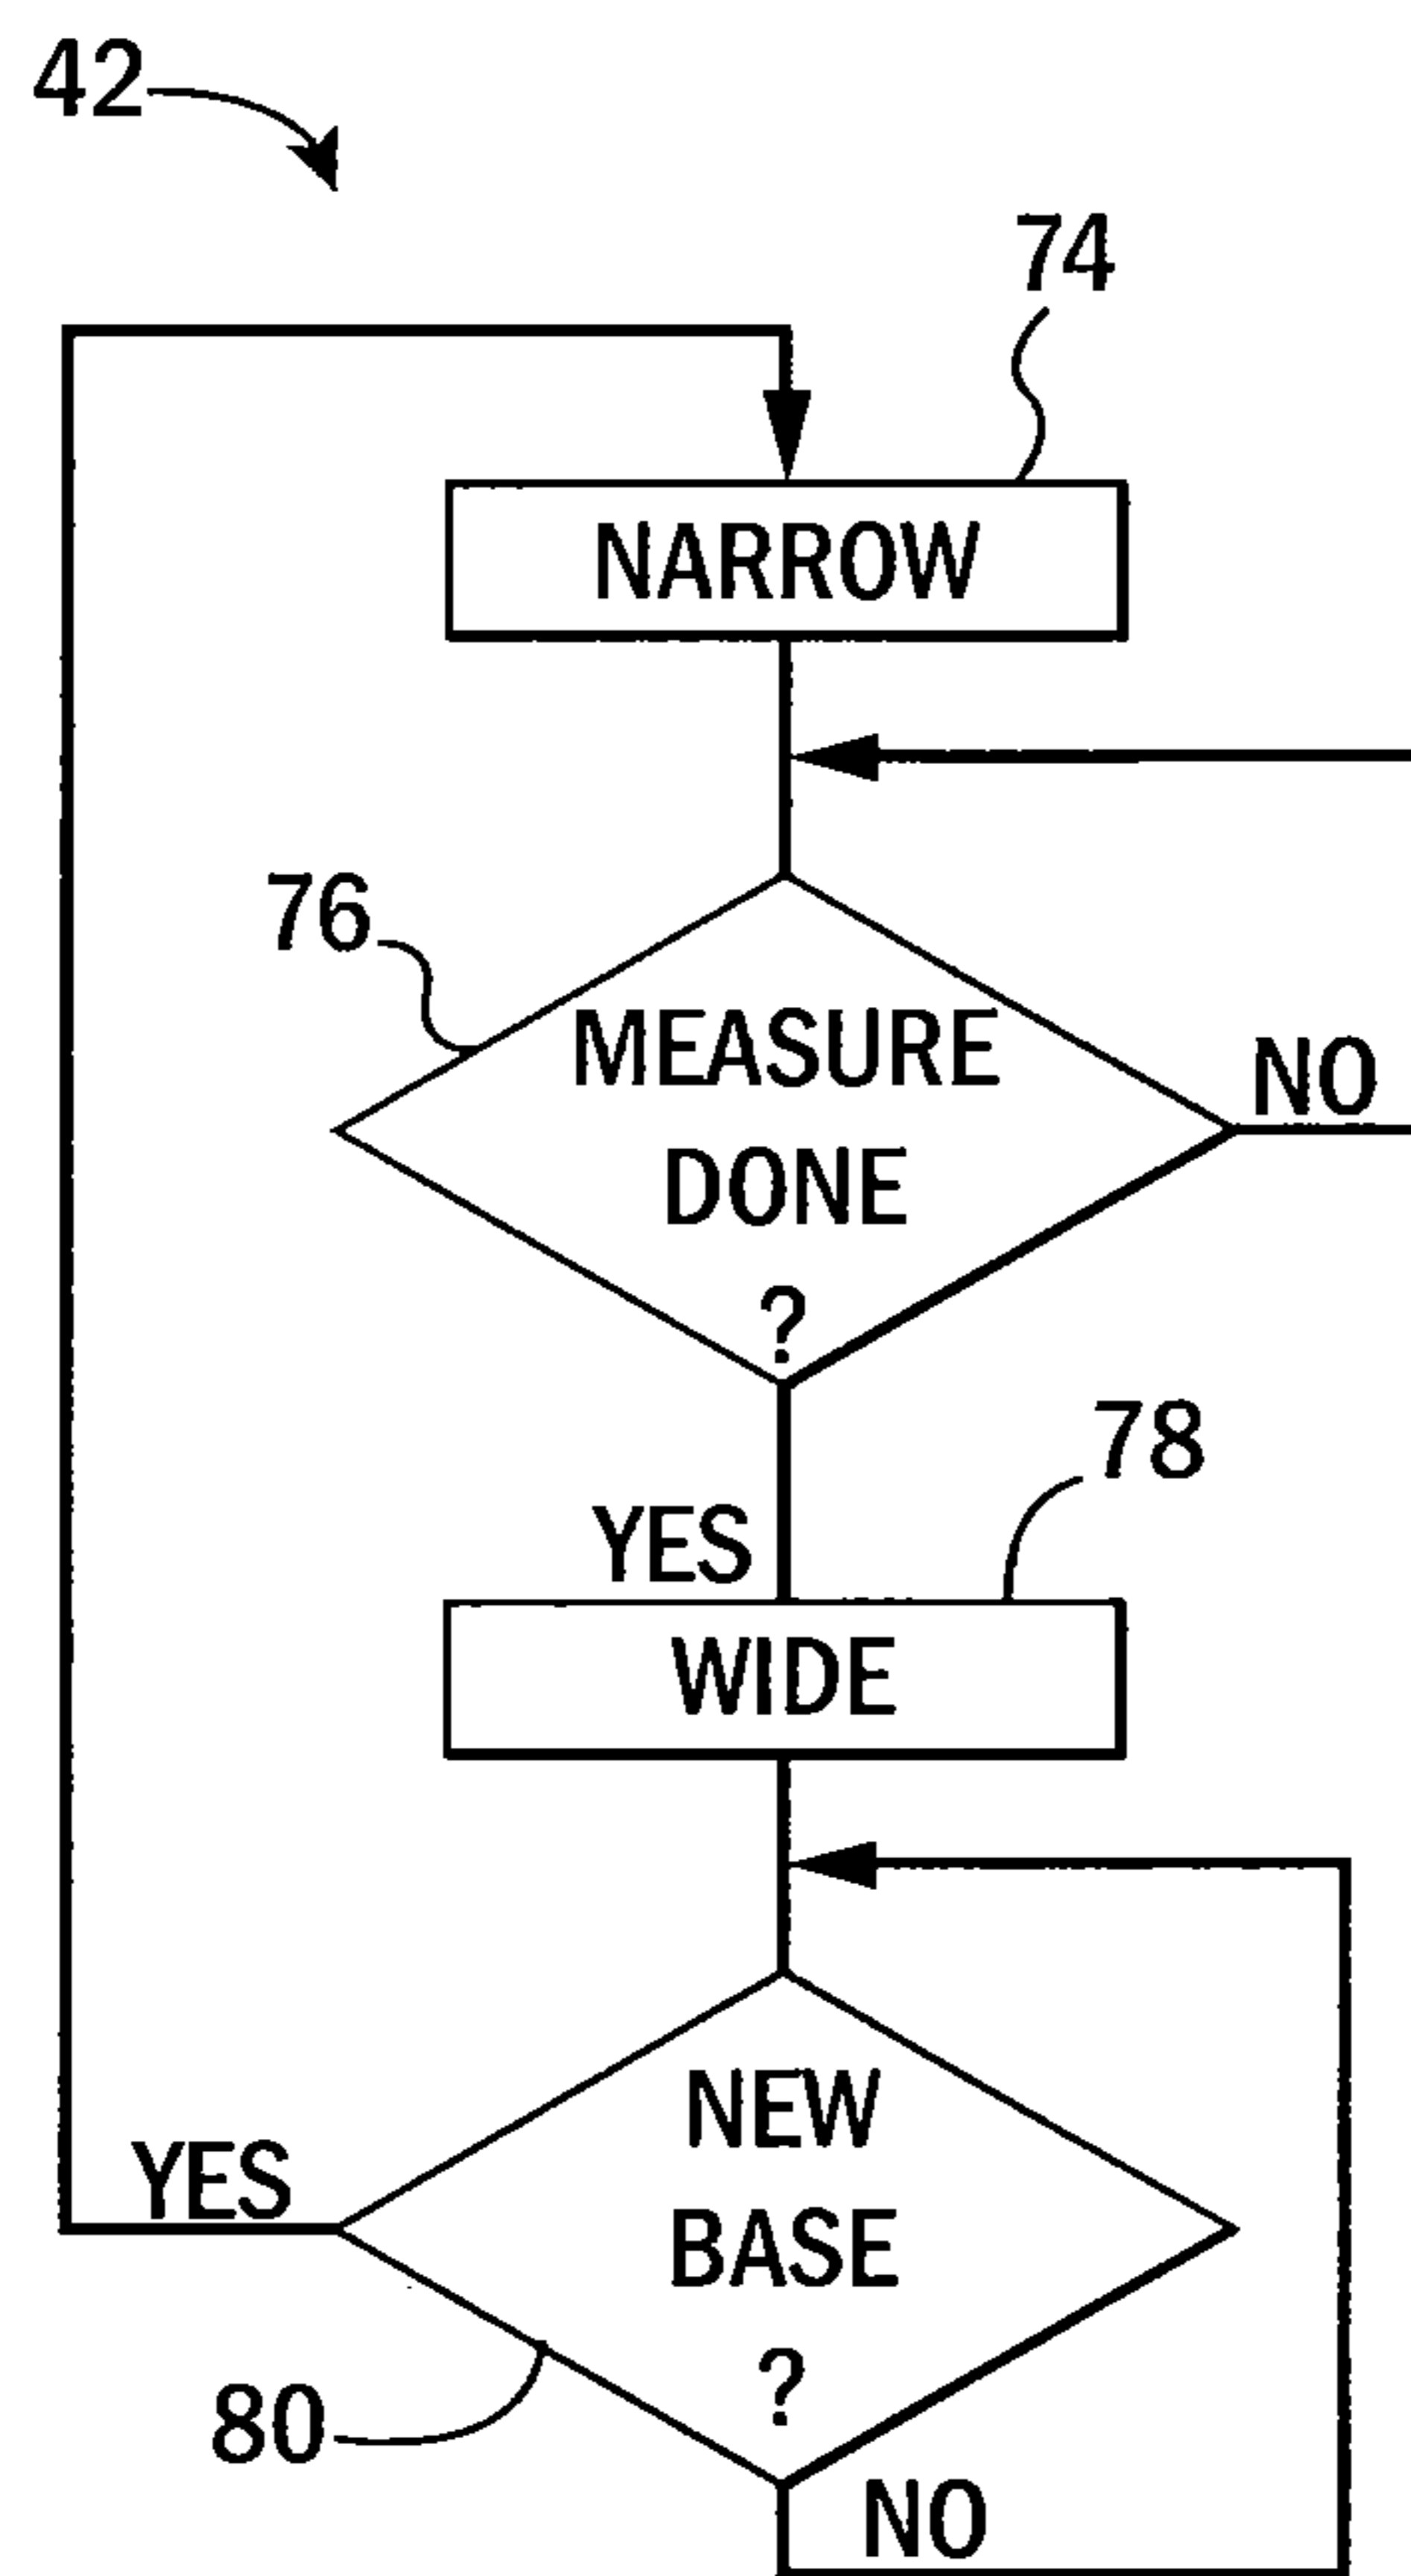 42
74
NARROW
76
MEASURE
DONE
?
NO
78
YES
WIDE
NEW
BASE
?
YES
80
NO